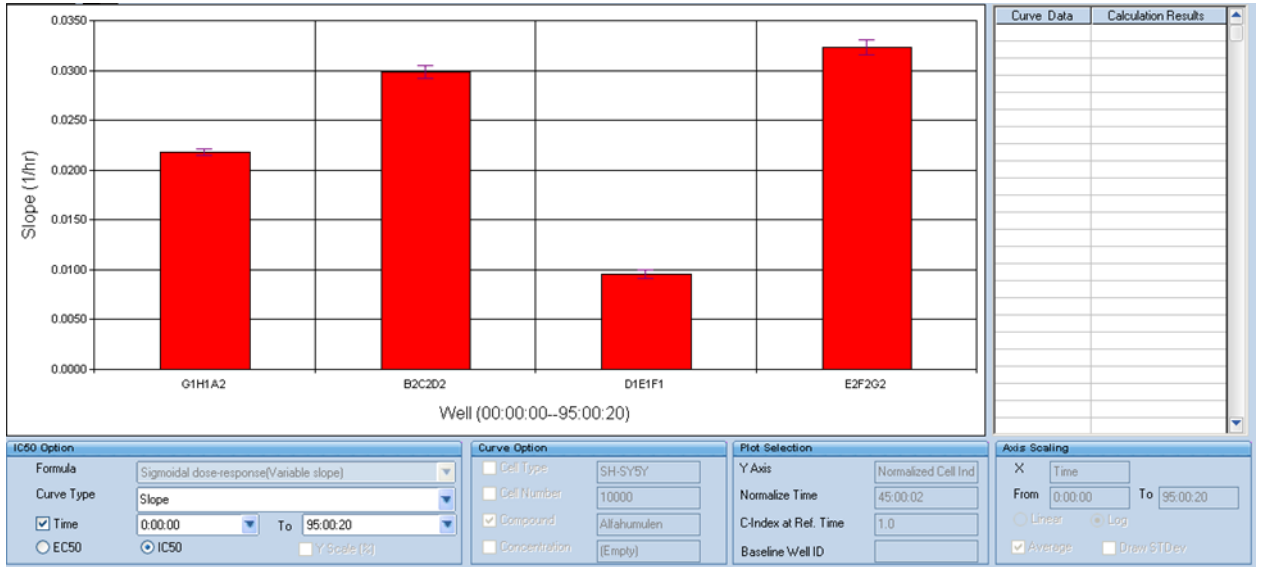 0.0350
0.0300
0.0250
0.0200
0.0150
0.0100
0.0050
0.0000
Slope (1/hr)
G1H1A2 B2C2D2 D1E1F1 E2F2G2
Well (00:00:00--95:00:20)
Curve Data Calculation Results
IC50 Option
Formula Sigmoidal dose-response(Variable slope)
Curve Type Slope
Time 0:00:00 To 95:00:20
EC50 IC50 Y Scale (%)
Curve Option
Cell Type SH-SY5Y
Cell Number 10000
Compound Alfahumulen
Concentration (Empty)
Plot Selection
Y Axis Normalized Cell Ind
Normalize Time 45:00:02
C-Index at Ref. Time 1.0
Baseline Well ID
Axis Scaling
X Time
From 0:00:00 To 95:00:20
Linear Log
Average Draw STDev